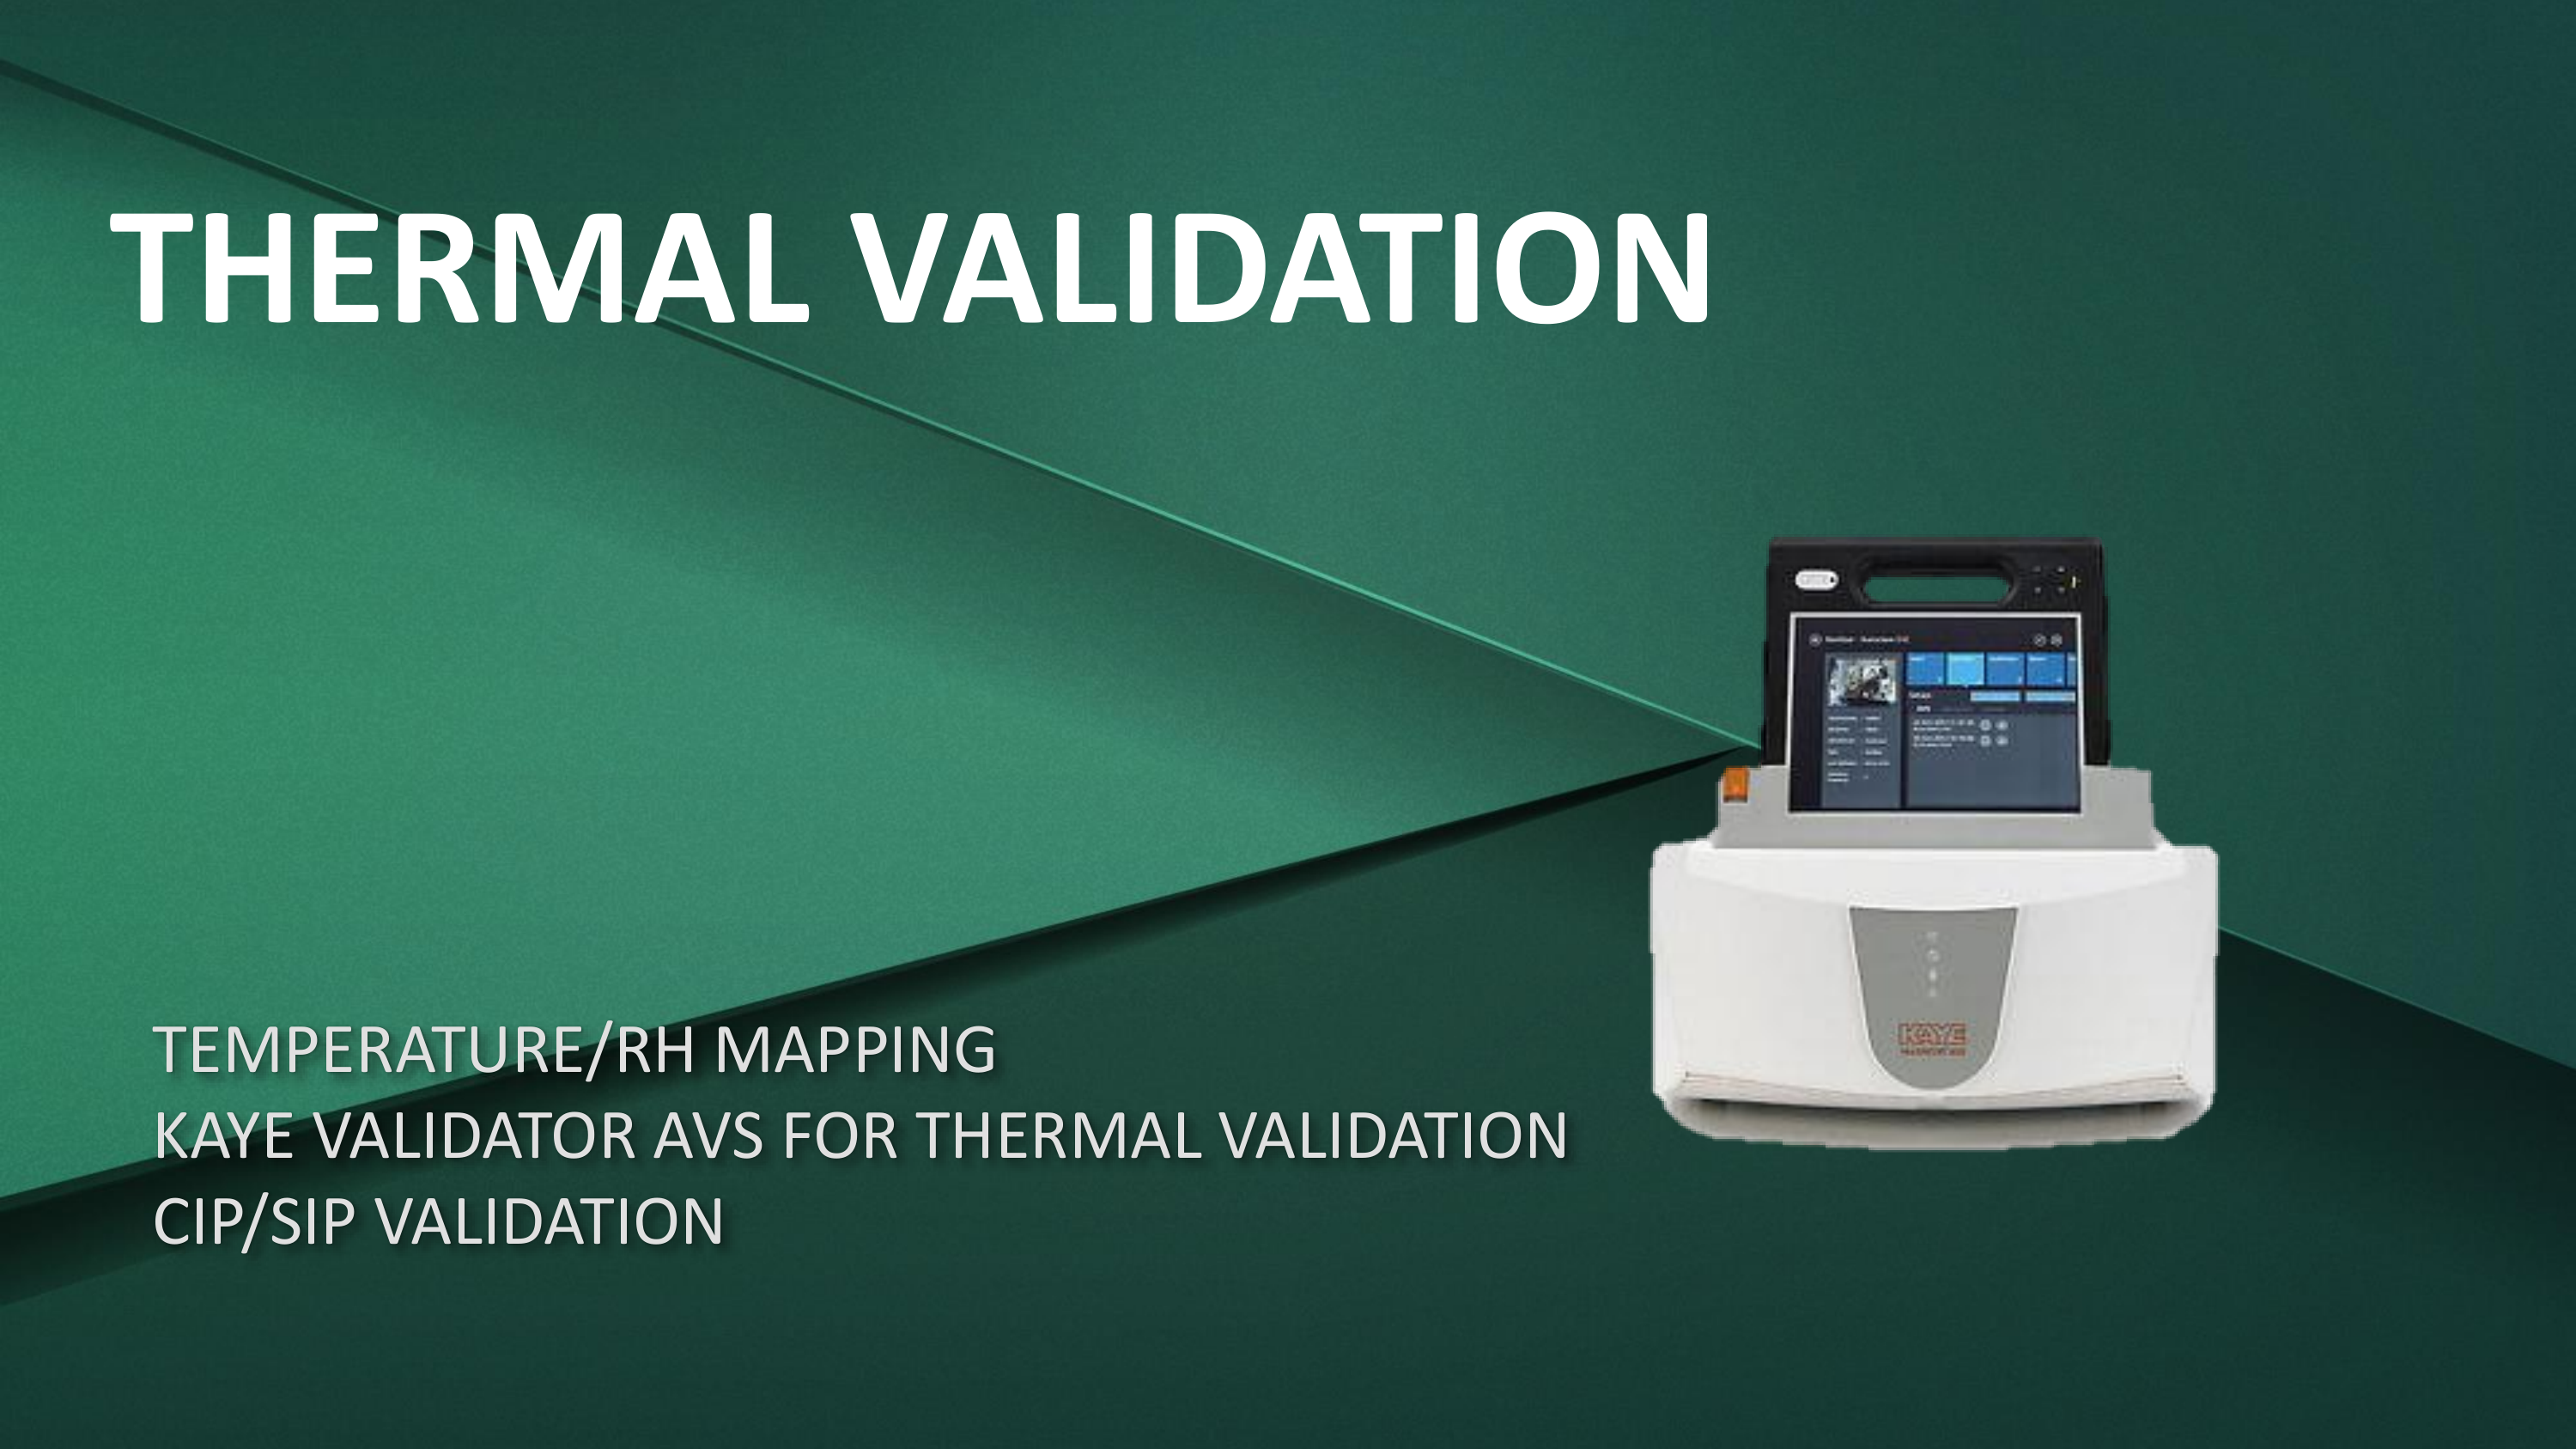 THERMAL VALIDATION
TEMPERATURE/RH MAPPING
KAYE VALIDATOR AVS FOR THERMAL VALIDATION
CIP/SIP VALIDATION
KAYE